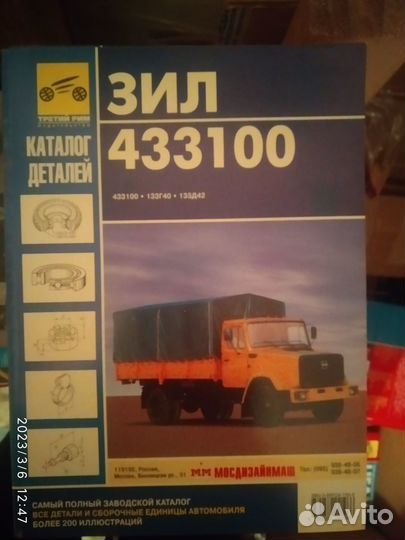 ТРЕТИЙ РИМ
ИЗДАТЕЛЬСТВО
ЗИЛ
КАТАЛОГ
ДЕТАЛЕЙ
433100
433100 • 133Г40 • 133Д42
МОСДИЗАЙНМАШ
САМЫЙ ПОЛНЫЙ ЗАВОДСКОЙ КАТАЛОГ
ВСЕ ДЕТАЛИ И СБОРОЧНЫЕ ЕДИНИЦЫ АВТОМОБИЛЯ
БОЛЕЕ 200 ИЛЛЮСТРАЦИЙ
2023/3/6 12:47
Avito